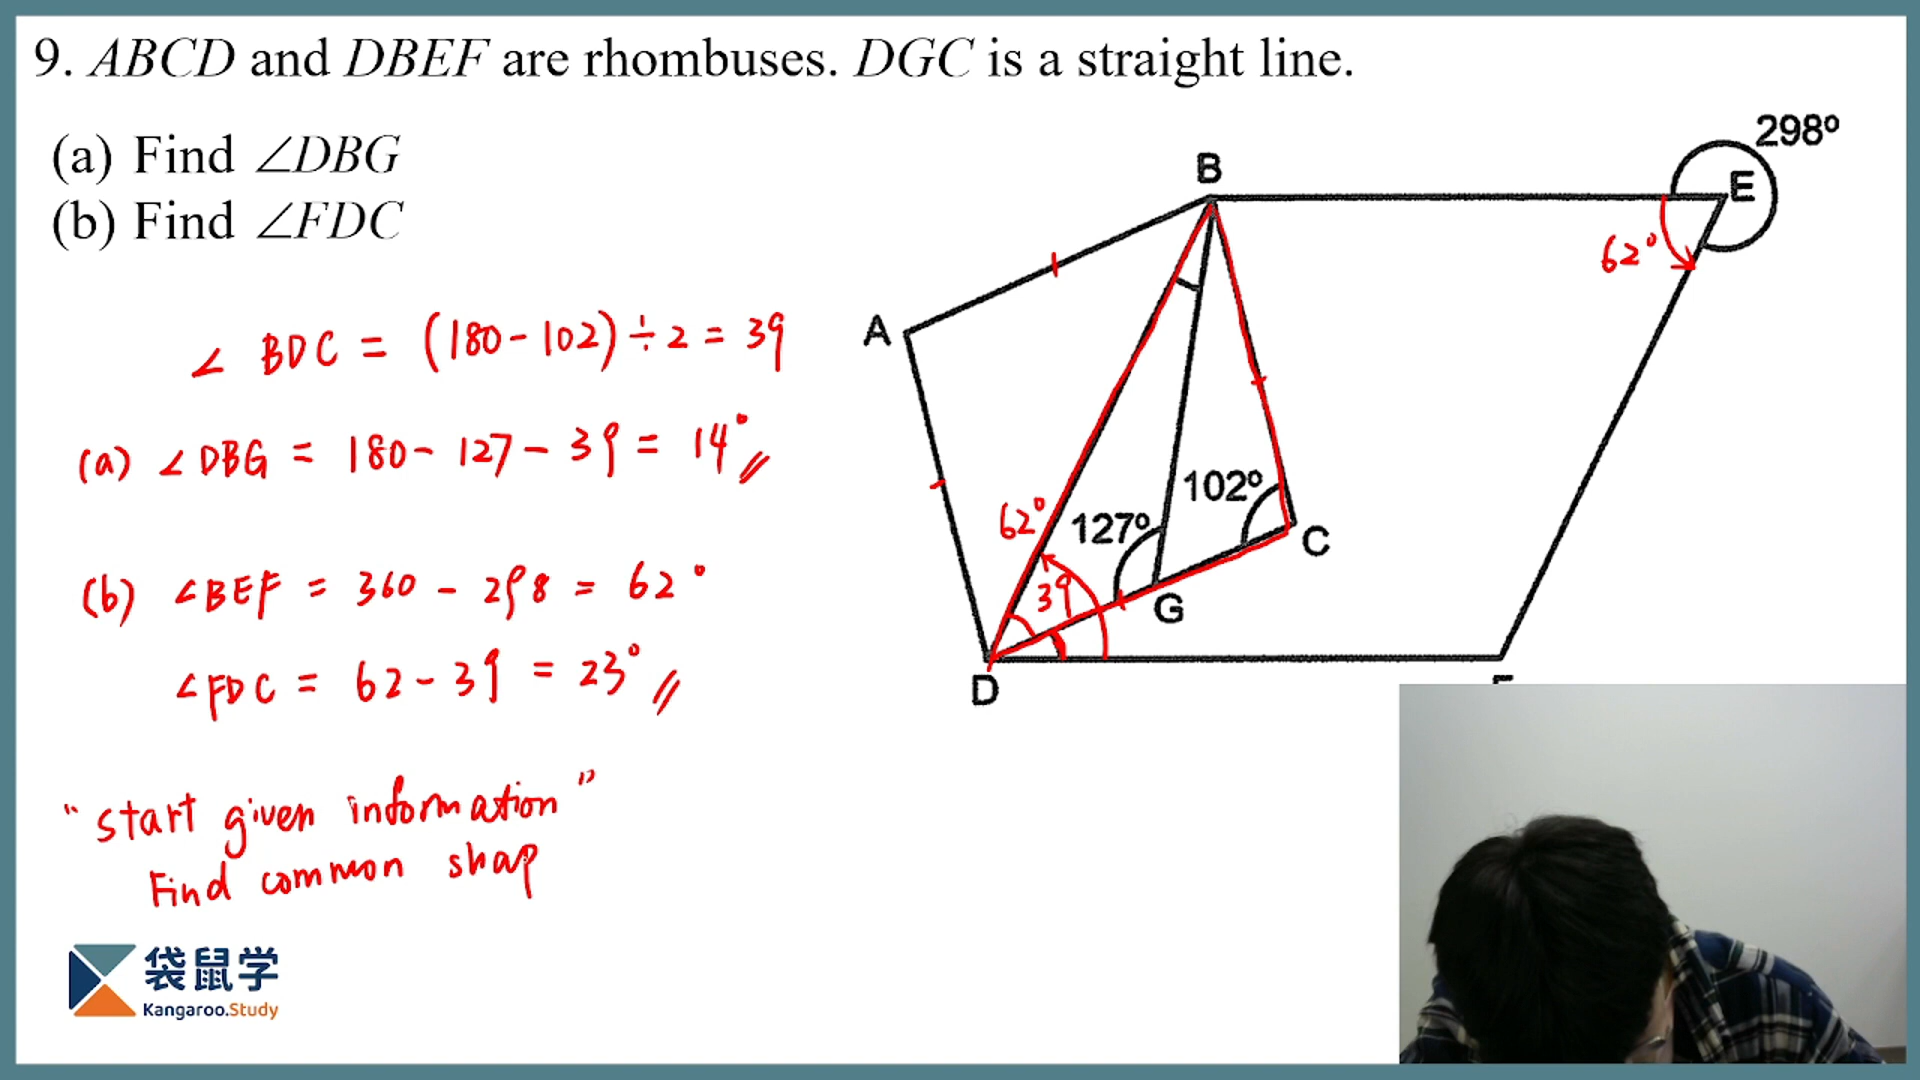 9. ABCD and DBEF are rhombuses. DGC is a straight line.
(a) Find ∠DBG
(b) Find ∠FDC
∠ BDC = (180 - 102) ÷ 2 = 39
(a) ∠DBG = 180 - 127 - 39 = 14°
(b) ∠BEF = 360 - 298 = 62°
∠FDC = 62 - 39 = 23°
"start given information"
Find common shap
袋鼠学
Kangaroo.Study
298°
B
E
62°
A
102°
62°
127°
C
39
G
D